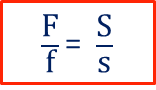 F/f = S/s